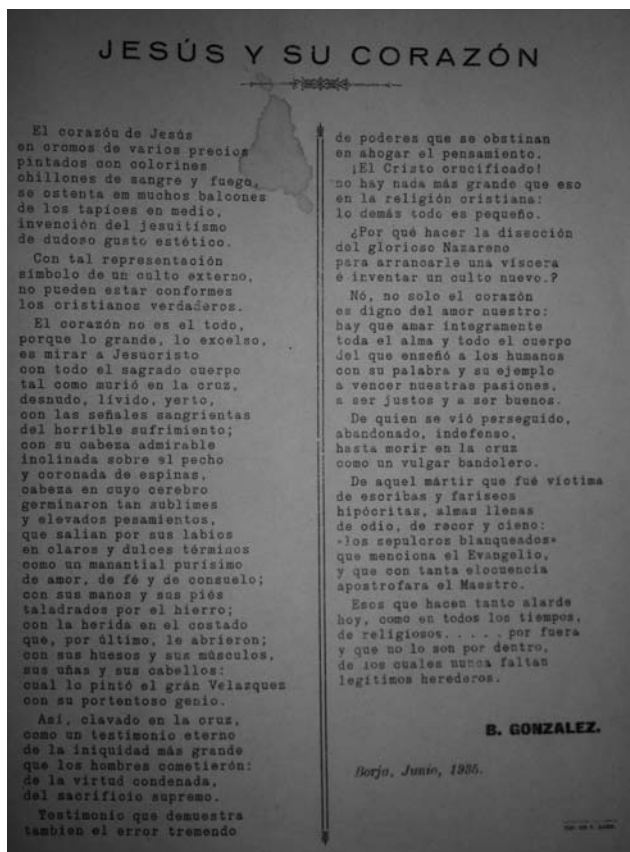 JESÚS Y SU CORAZÓN
El corazón de Jesús
en cromos de varios precios
pintados con colorines
chillones de sangre y fuego,
se ostenta em muchos balcones
de los tapices en medio,
invención del jesuitísmo
de dudoso gusto estético.
Con tal representación
símbolo de un culto externo,
no pueden estar conformes
los cristianos verdaderos.
El corazón no es el todo,
porque lo grande, lo excelso,
es mirar a Jesucristo
con todo el sagrado cuerpo
tal como murió en la cruz,
desnudo, lívido, yerto,
con las señales sangrientas
del horrible sufrimiento;
con su cabeza admirable
inclinada sobre el pecho
y coronada de espinas,
cabeza en cuyo cerebro
germinaron tan sublimes
y elevados pesamientos,
que salían por sus labios
en claros y dulces términos
como un manantial purísimo
de amor, de fé y de consuelo;
con sus manos y sus piés
taladrados por el hierro;
con la herida en el costado
que, por último, le abrieron;
con sus huesos y sus músculos,
sus uñas y sus cabellos:
cual lo pintó el grán Velazquez
con su portentoso genio.
Así, clavado en la cruz,
como un testimonio eterno
de la iniquidad más grande
que los hombres cometierón:
de la virtud condenada,
del sacrificio supremo.
Testimonio que demuestra
tambien el error tremendo
de poderes que se obstinan
en ahogar el pensamiento.
¡El Cristo crucificado!
no hay nada más grande que eso
en la religión cristiana:
lo demás todo es pequeño.
¿Por qué hacer la disección
del glorioso Nazareno
para arrancarle una víscera
é inventar un culto nuevo.?
Nó, no solo el corazón
es digno del amor nuestro:
hay que amar íntegramente
toda el alma y todo el cuerpo
del que enseñó a los humanos
con su palabra y su ejemplo
a vencer nuestras pasiones,
a ser justos y a ser buenos.
De quien se vió perseguido,
abandonado, indefenso,
hasta morir en la cruz
como un vulgar bandolero.
De aquel mártir que fué víctima
de escribas y fariseos
hipócritas, almas llenas
de odio, de recor y cieno:
«los sepulcros blanqueados»
que menciona el Evangelio,
y que con tanta elocuencia
apostrofara el Maestro.
Esos que hacen tanto alarde
hoy, como en todos los tiempos,
de religiosos. . . . . por fuera
y que no lo son por dentro,
de los cuales nunca faltan
legítimos herederos.
B. GONZALEZ.
Borja, Junio, 1935.